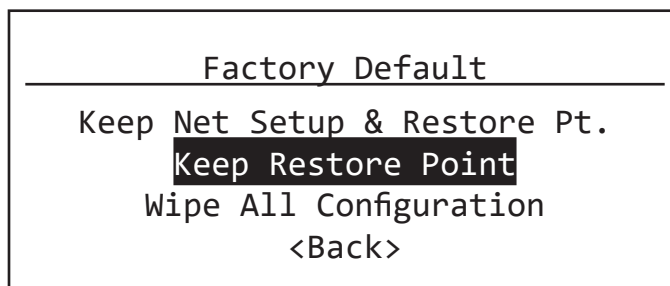 Factory Default
Keep Net Setup & Restore Pt.
Keep Restore Point
Wipe All Configuration
<Back>